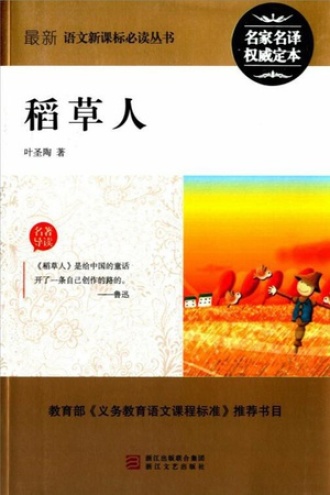 最新 语文新课标必读丛书
名家名译
权威定本
稻草人
叶圣陶 著
名著
导读
《稻草人》是给中国的童话
开了一条自己创作的路的。
——鲁迅
教育部《义务教育语文课程标准》推荐书目
浙江出版联合集团
浙江文艺出版社